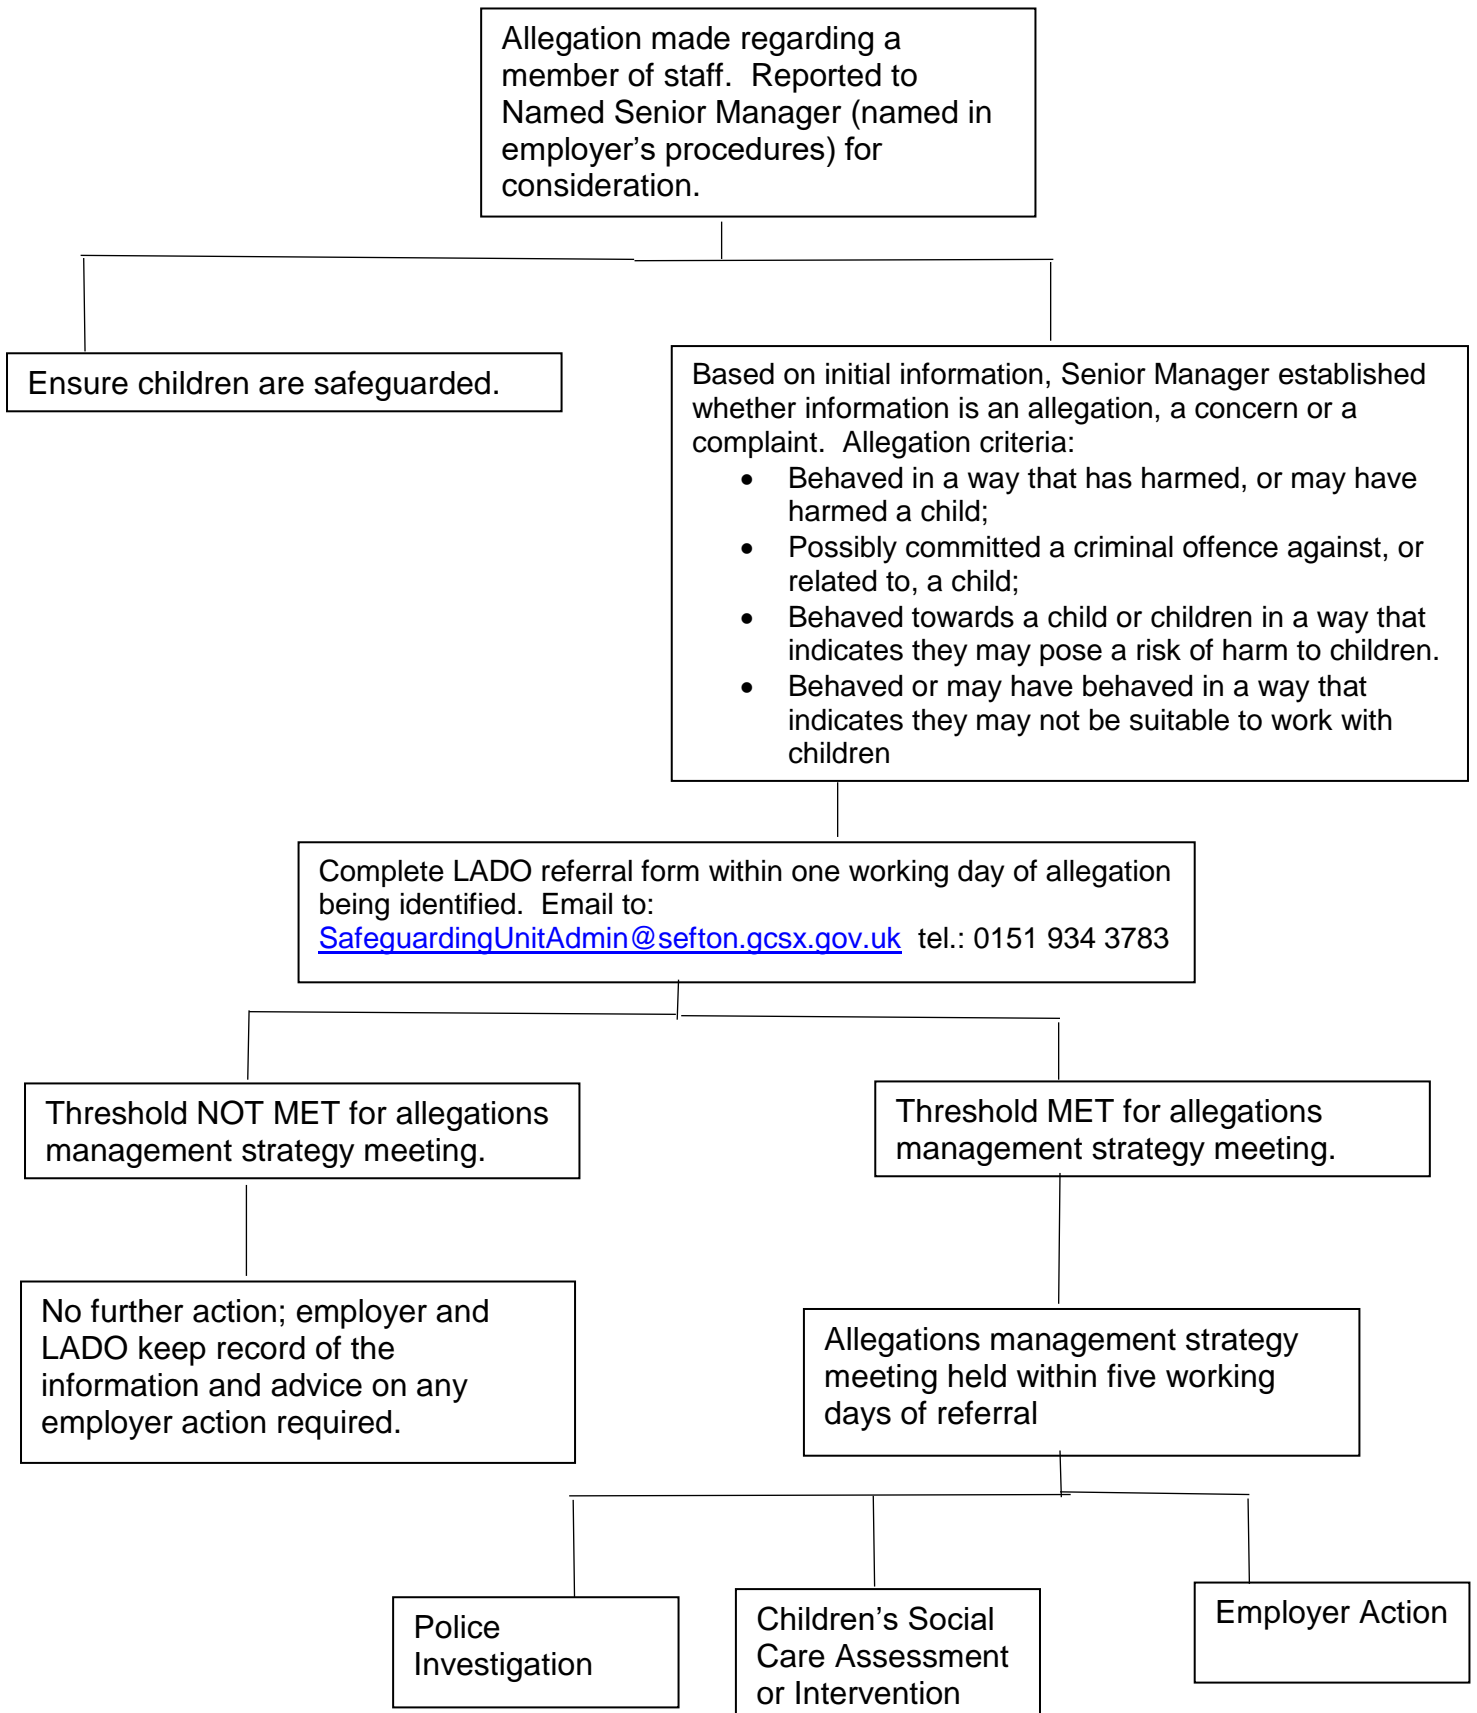 Allegation made regarding a
member of staff.  Reported to
Named Senior Manager (named in
employer’s procedures) for
consideration.
Ensure children are safeguarded.
Based on initial information, Senior Manager established
whether information is an allegation, a concern or a
complaint.  Allegation criteria:
• Behaved in a way that has harmed, or may have
harmed a child;
• Possibly committed a criminal offence against, or
related to, a child;
• Behaved towards a child or children in a way that
indicates they may pose a risk of harm to children.
• Behaved or may have behaved in a way that
indicates they may not be suitable to work with
children
Complete LADO referral form within one working day of allegation
being identified.  Email to:
SafeguardingUnitAdmin@sefton.gcsx.gov.uk  tel.: 0151 934 3783
Threshold NOT MET for allegations
management strategy meeting.
Threshold MET for allegations
management strategy meeting.
No further action; employer and
LADO keep record of the
information and advice on any
employer action required.
Allegations management strategy
meeting held within five working
days of referral
Police
Investigation
Children’s Social
Care Assessment
or Intervention
Employer Action